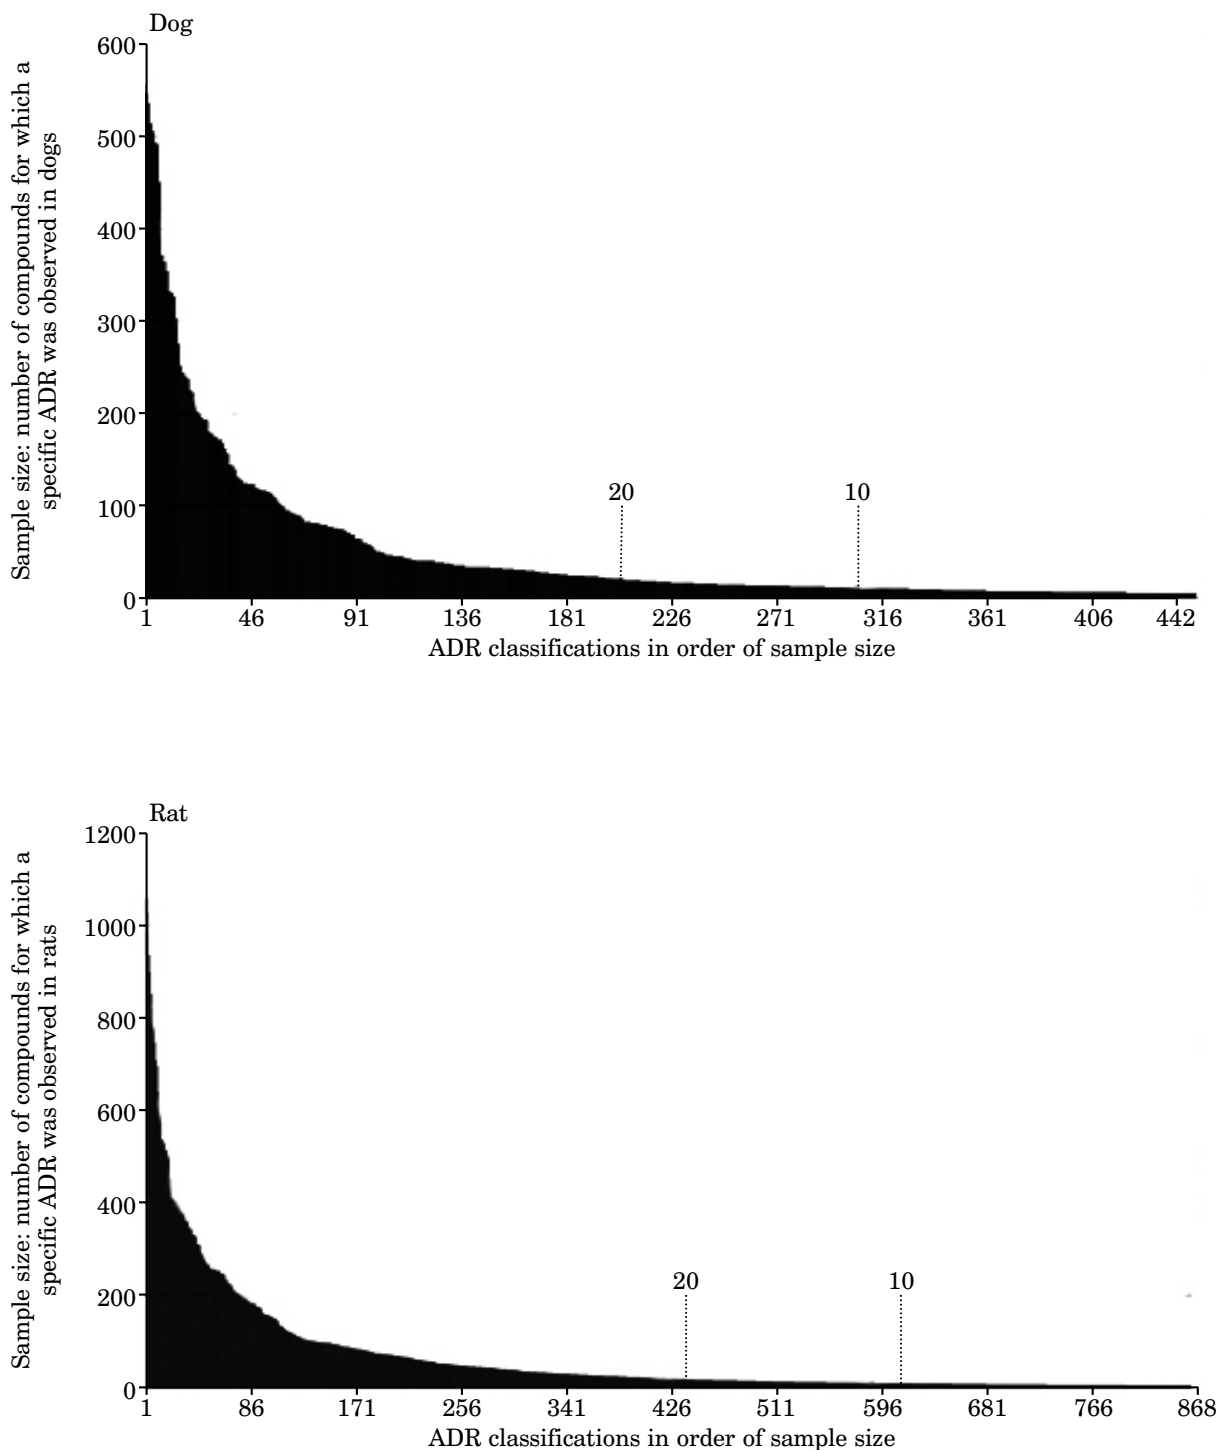 Dog
Sample size: number of compounds for which a
specific ADR was observed in dogs
600
500
400
300
200
100
0
20
10
1 46 91 136 181 226 271 316 361 406 442
ADR classifications in order of sample size
Rat
Sample size: number of compounds for which a
specific ADR was observed in rats
1200
1000
800
600
400
200
0
20
10
1 86 171 256 341 426 511 596 681 766 868
ADR classifications in order of sample size